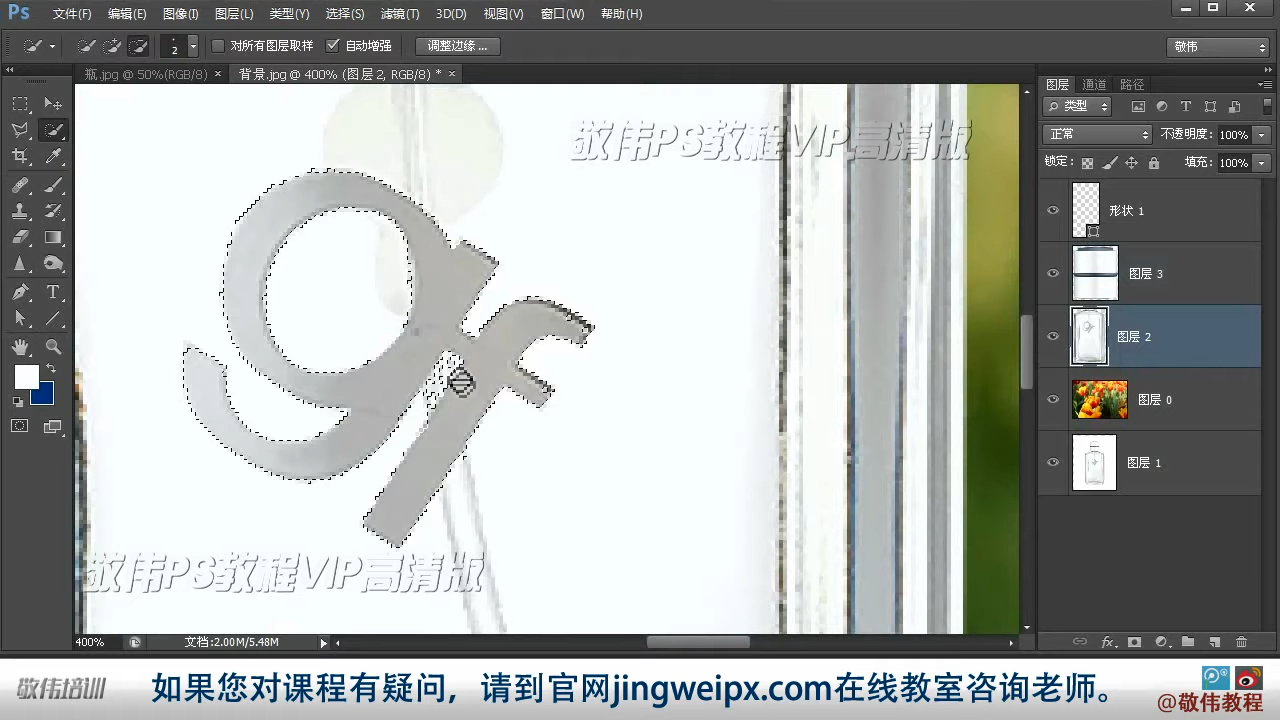 Ps 文件(F) 编辑(E) 图像(I) 图层(L) 类型(Y) 选择(S) 滤镜(T) 3D(D) 视图(V) 窗口(W) 帮助(H)
2 对所有图层取样 自动增强 调整边缘 ... 敬伟
瓶.jpg @ 50%(RGB/8) × 背景.jpg @ 400% (图层 2, RGB/8) * ×
图层 通道 路径
类型
正常 不透明度: 100%
锁定: 填充: 100%
形状 1
图层 3
图层 2
图层 0
图层 1
敬伟PS教程VIP高清版
敬伟PS教程VIP高清版
400% 文档:2.00M/5.48M
敬伟培训 如果您对课程有疑问，请到官网jingweipx.com在线教室咨询老师。 @敬伟教程